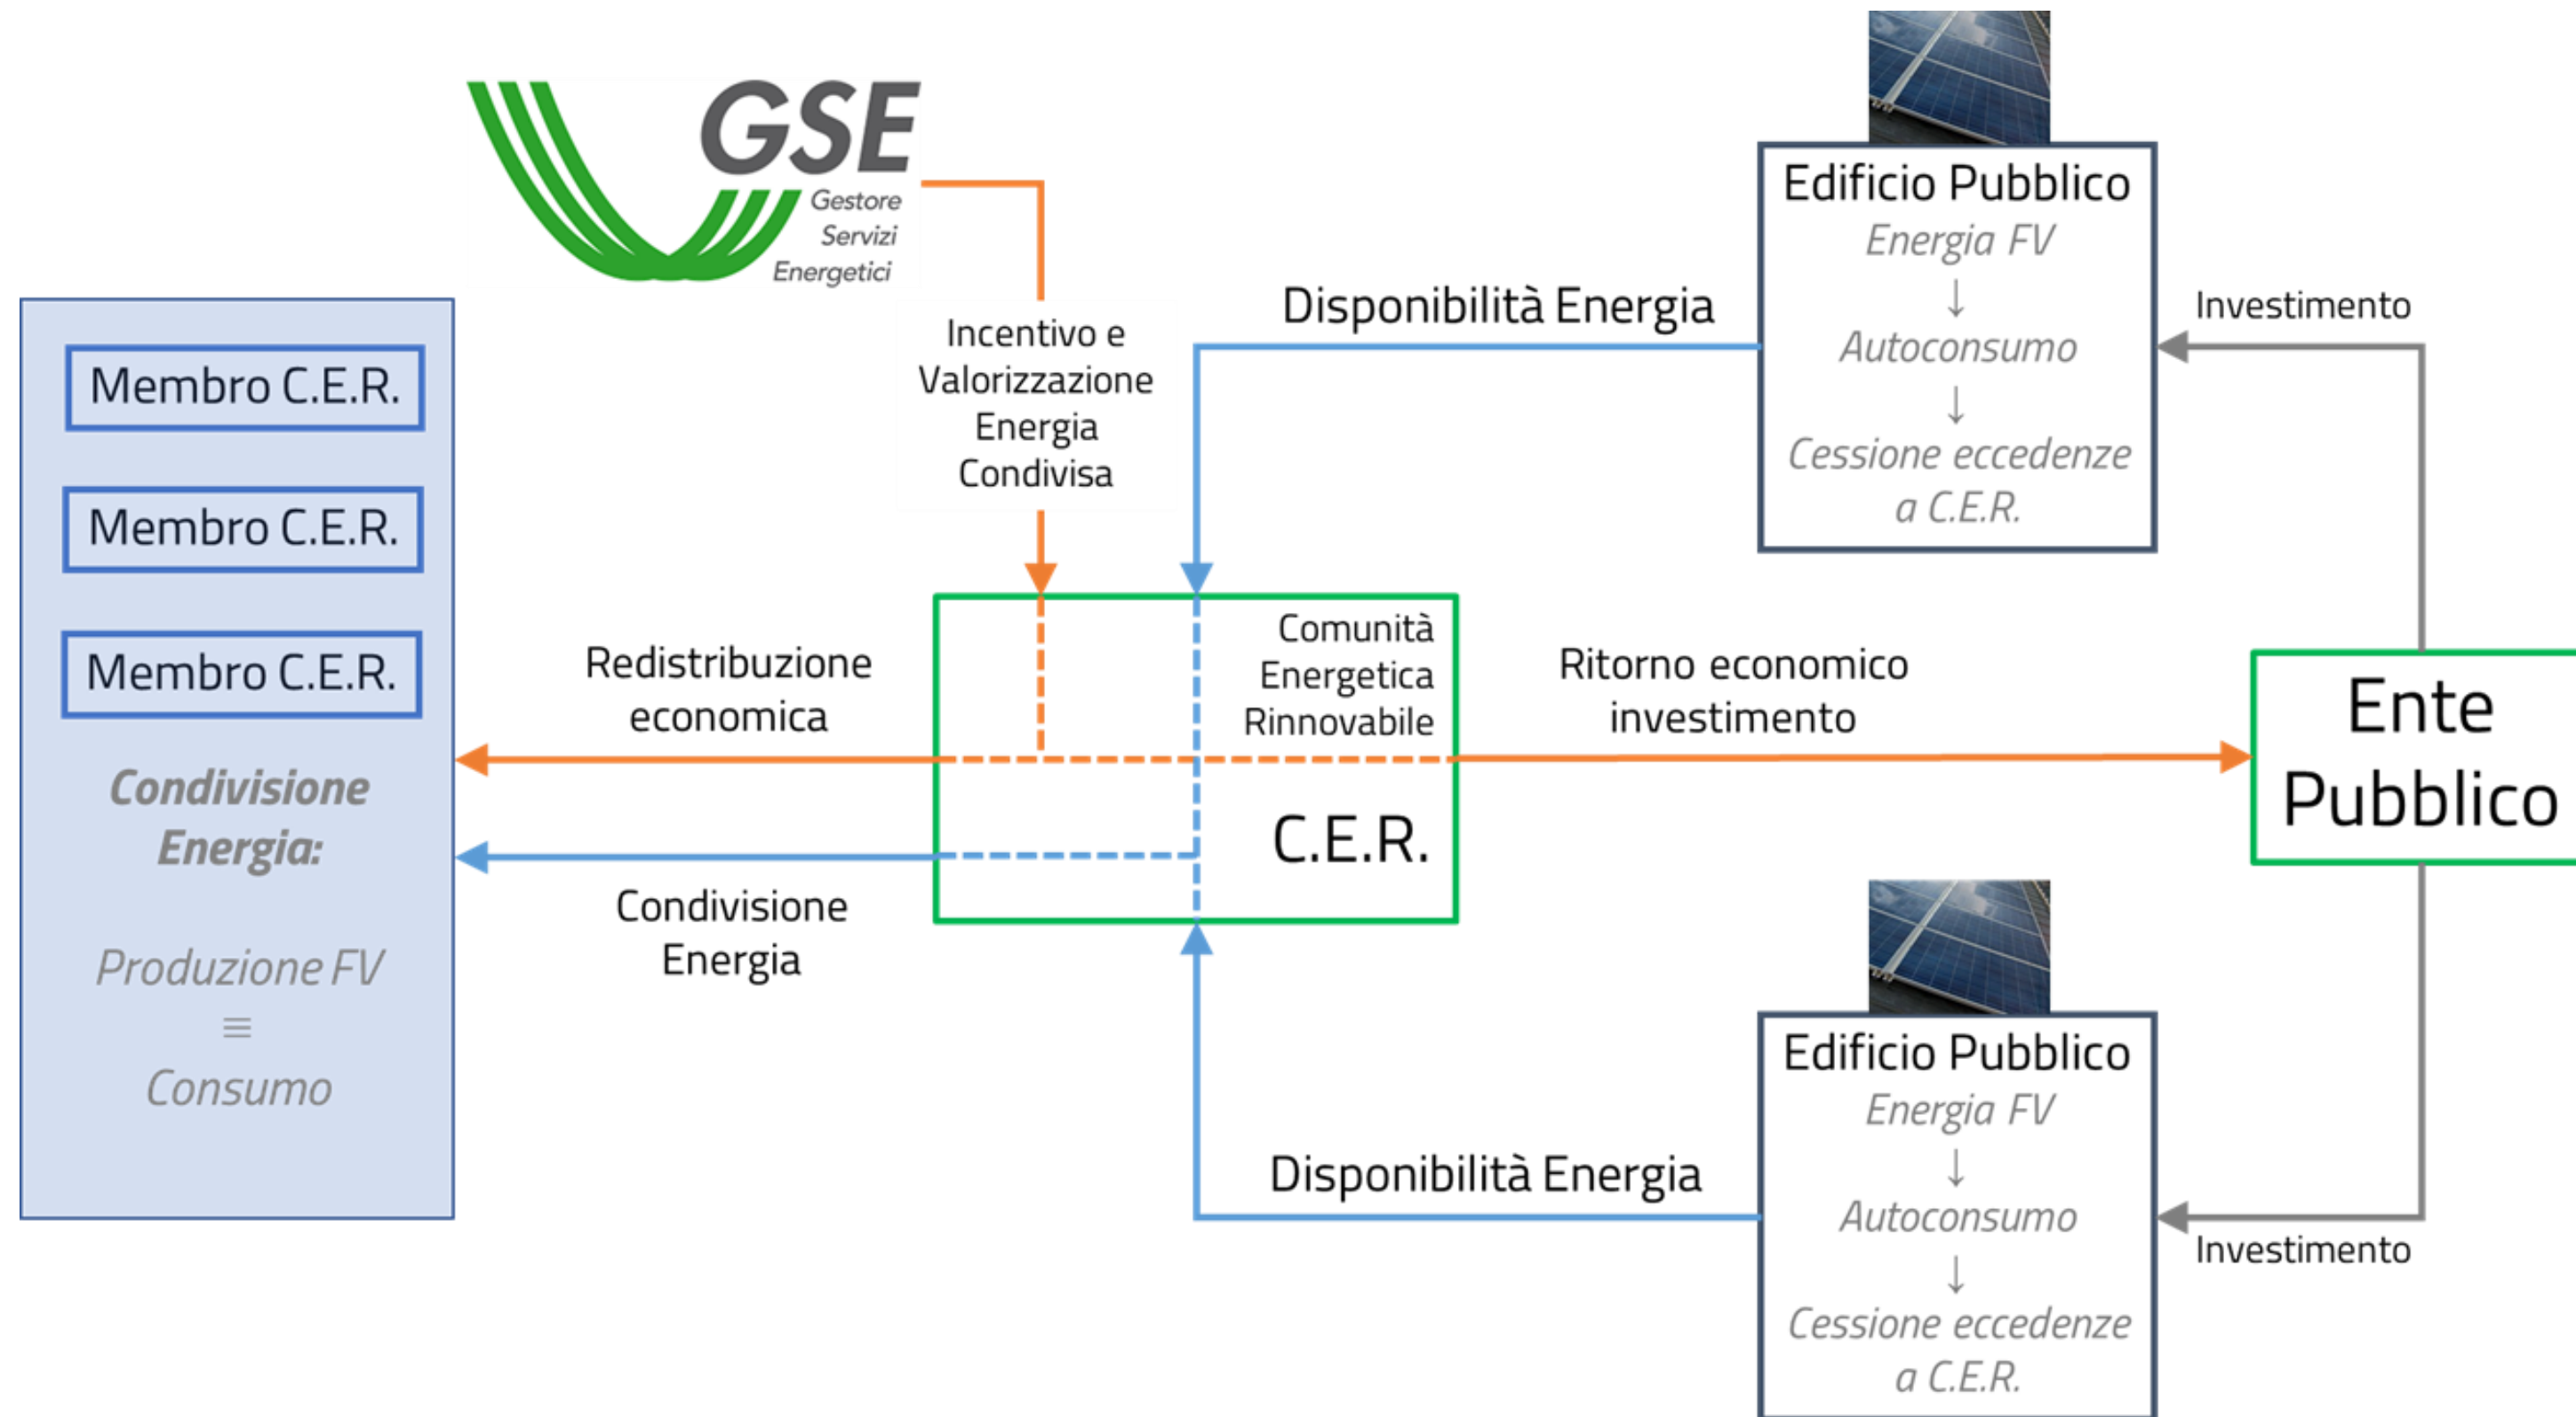 GSE
Gestore
Servizi
Energetici
Incentivo e
Valorizzazione
Energia
Condivisa
Membro C.E.R.
Membro C.E.R.
Membro C.E.R.
Condivisione
Energia:
Produzione FV
≡
Consumo
Redistribuzione
economica
Condivisione
Energia
Comunità
Energetica
Rinnovabile
C.E.R.
Disponibilità Energia
Edificio Pubblico
Energia FV
↓
Autoconsumo
↓
Cessione eccedenze
a C.E.R.
Investimento
Ritorno economico
investimento
Ente
Pubblico
Disponibilità Energia
Edificio Pubblico
Energia FV
↓
Autoconsumo
↓
Cessione eccedenze
a C.E.R.
Investimento